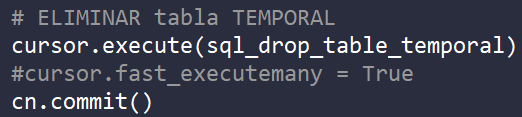 # ELIMINAR tabla TEMPORAL
cursor.execute(sql_drop_table_temporal)
#cursor.fast_executemany = True
cn.commit()